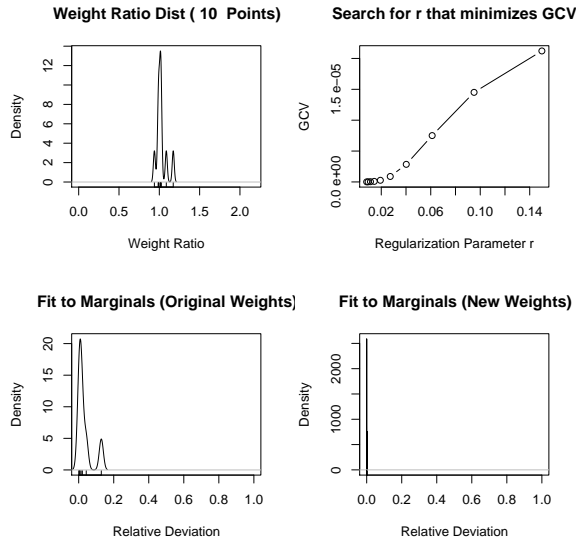 Weight Ratio Dist ( 10 Points)
Density
0 2 4 6 8 12
0.0 0.5 1.0 1.5 2.0
Weight Ratio
Search for r that minimizes GCV
GCV
0.0 e+00 1.5 e-05
0.02 0.06 0.10 0.14
Regularization Parameter r
Fit to Marginals (Original Weights)
Density
0 5 10 15 20
0.0 0.2 0.4 0.6 0.8 1.0
Relative Deviation
Fit to Marginals (New Weights)
Density
0 1000 2000
0.0 0.2 0.4 0.6 0.8 1.0
Relative Deviation